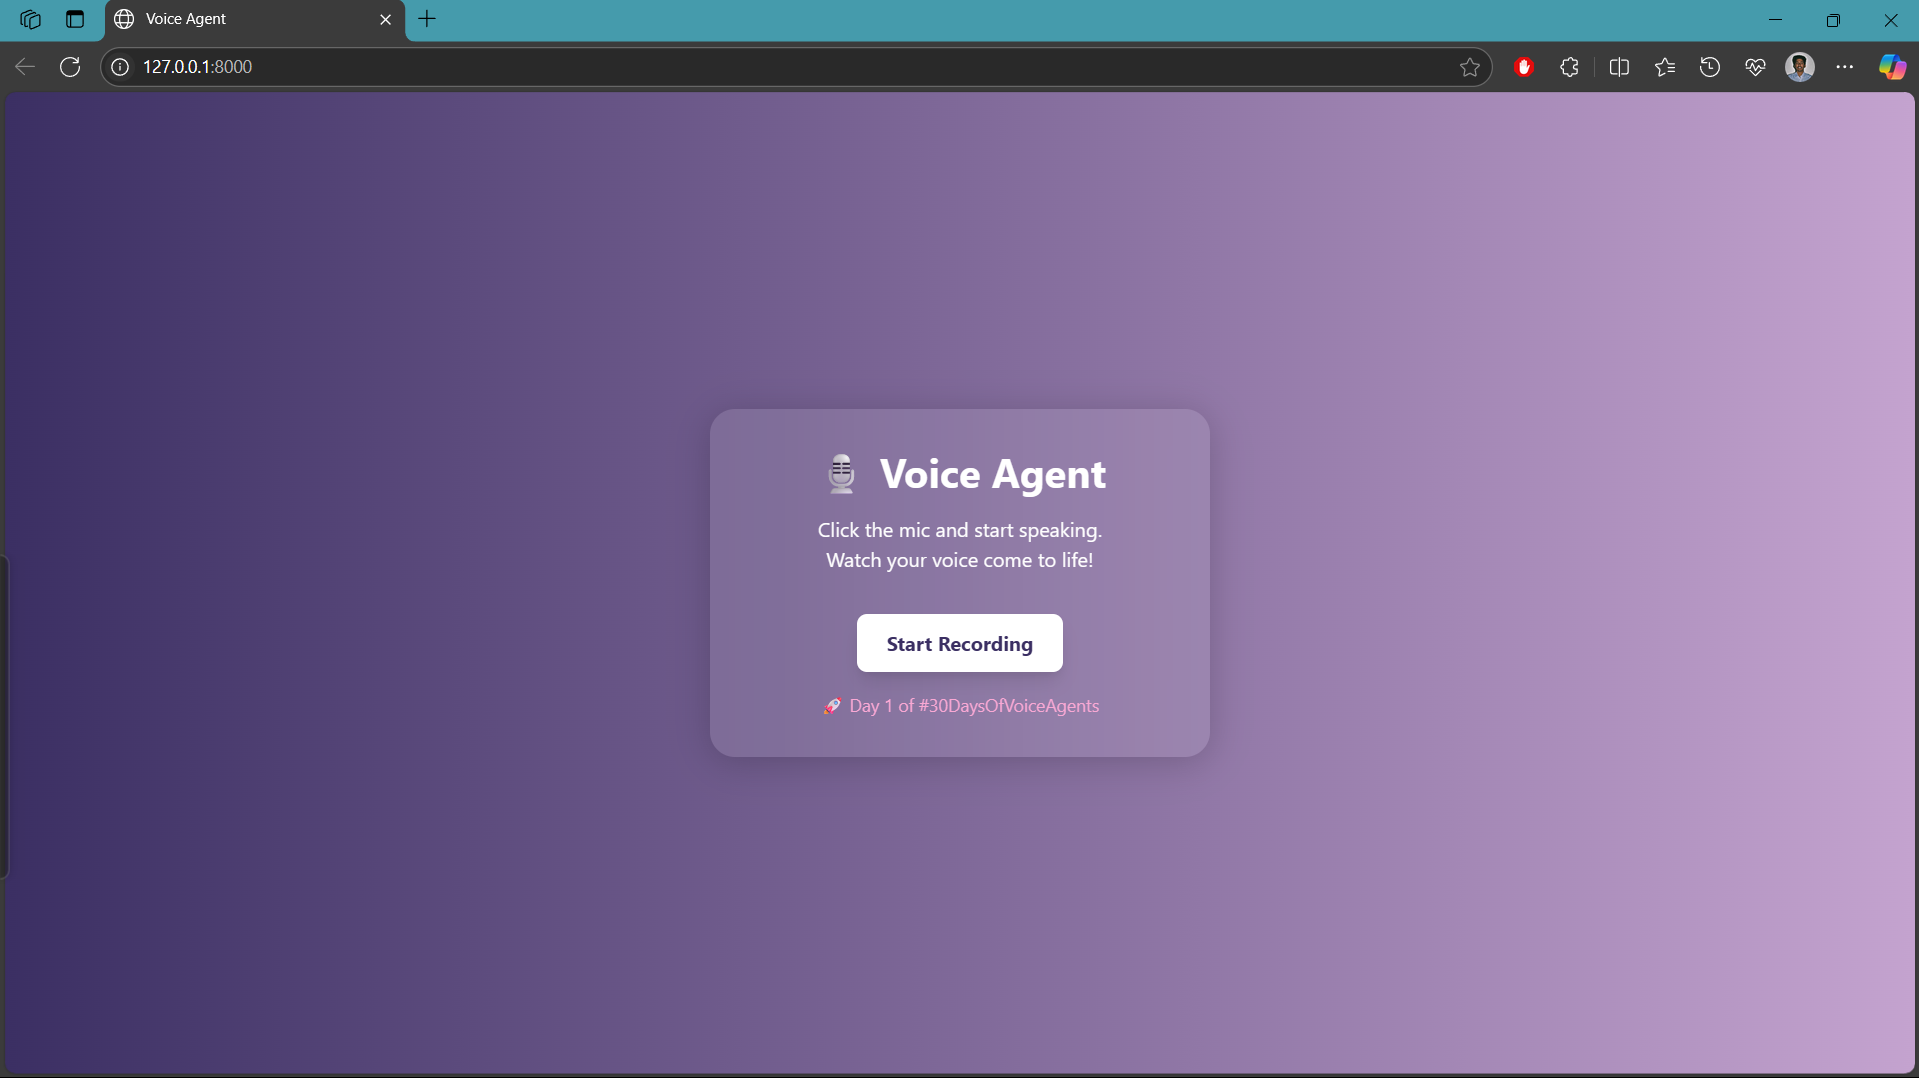 Voice Agent
127.0.0.1:8000
Voice Agent
Click the mic and start speaking.
Watch your voice come to life!
Start Recording
🚀 Day 1 of #30DaysOfVoiceAgents